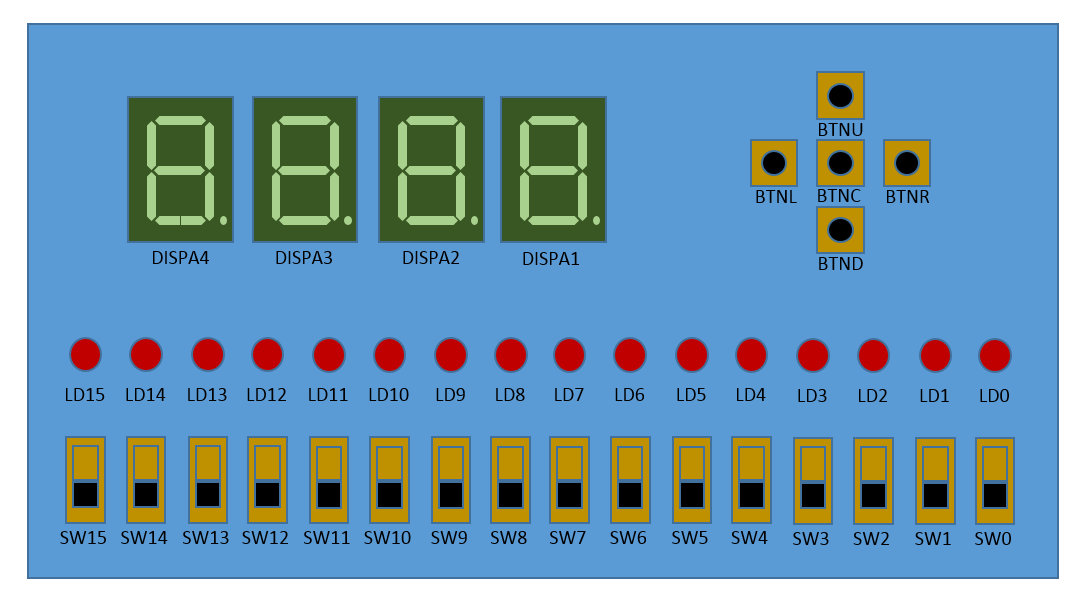 BTNU
BTNL BTNC BTNR
DISPA4 DISPA3 DISPA2 DISPA1
BTND
LD15 LD14 LD13 LD12 LD11 LD10 LD9 LD8 LD7 LD6 LD5 LD4 LD3 LD2 LD1 LD0
SW15 SW14 SW13 SW12 SW11 SW10 SW9 SW8 SW7 SW6 SW5 SW4 SW3 SW2 SW1 SW0